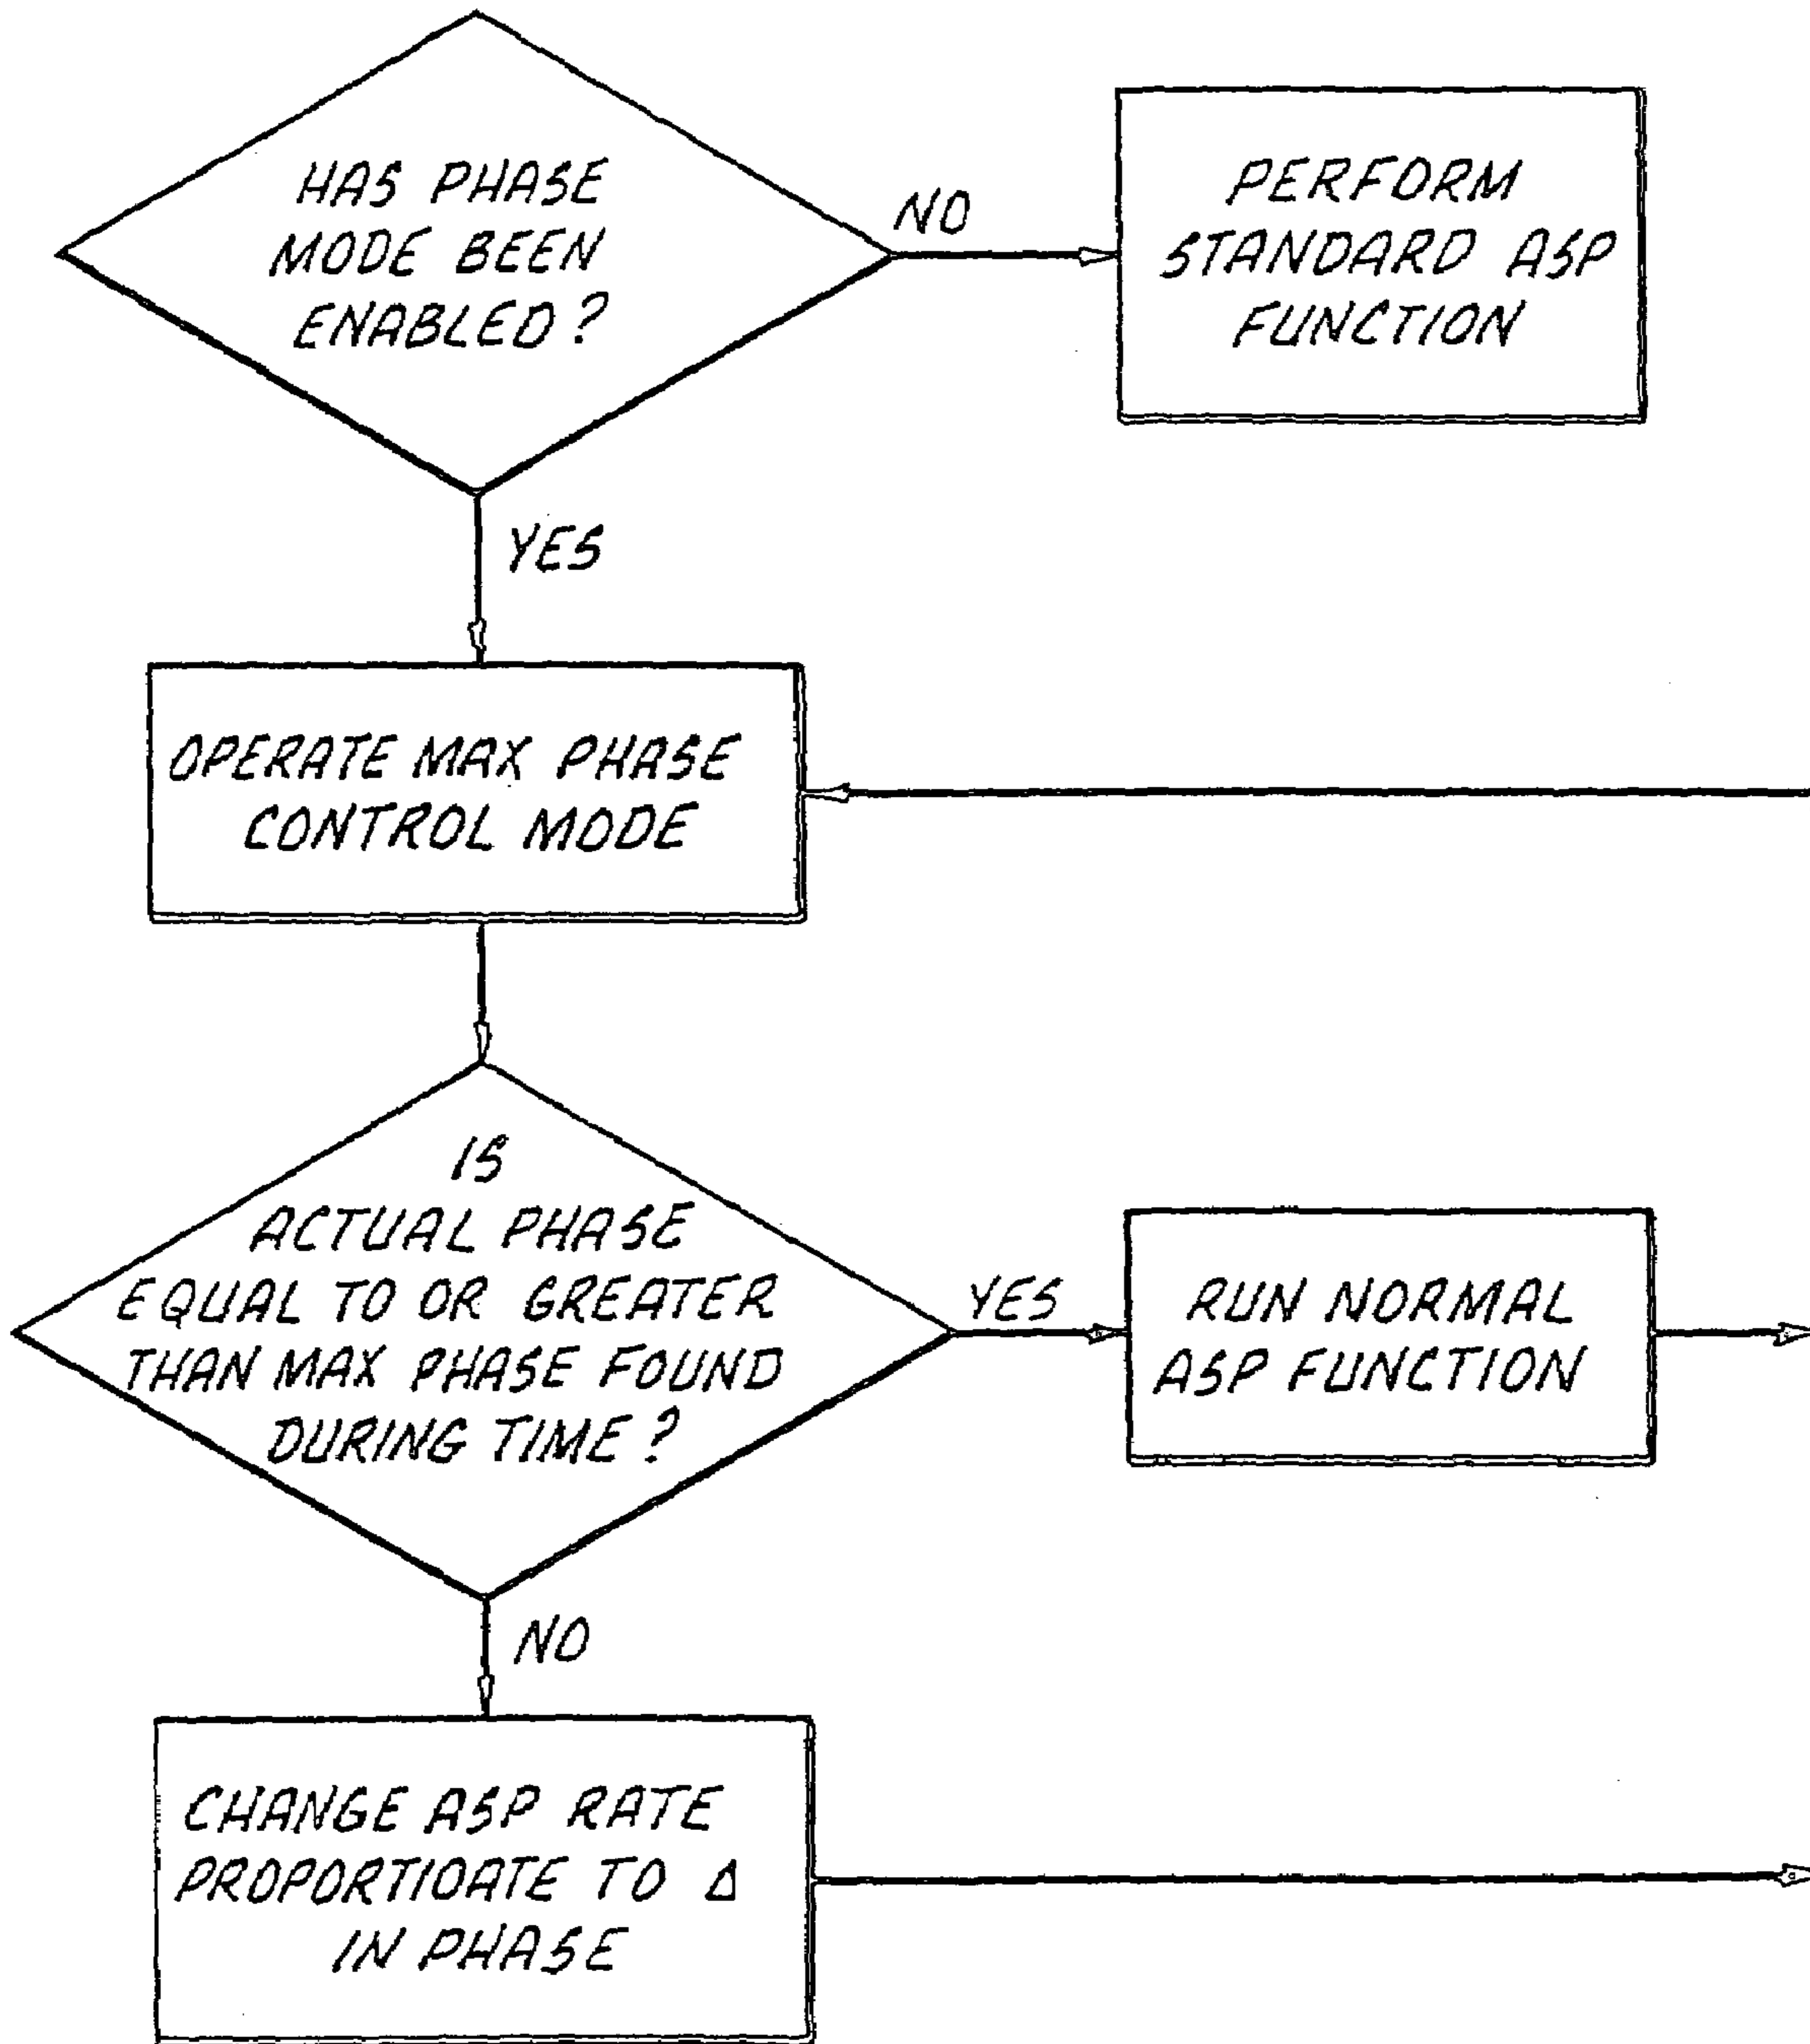 HAS PHASE
MODE BEEN
ENABLED?
NO
PERFORM
STANDARD ASP
FUNCTION
YES
OPERATE MAX PHASE
CONTROL MODE
IS
ACTUAL PHASE
EQUAL TO OR GREATER
THAN MAX PHASE FOUND
DURING TIME?
YES
RUN NORMAL
ASP FUNCTION
NO
CHANGE ASP RATE
PROPORTIOATE TO Δ
IN PHASE